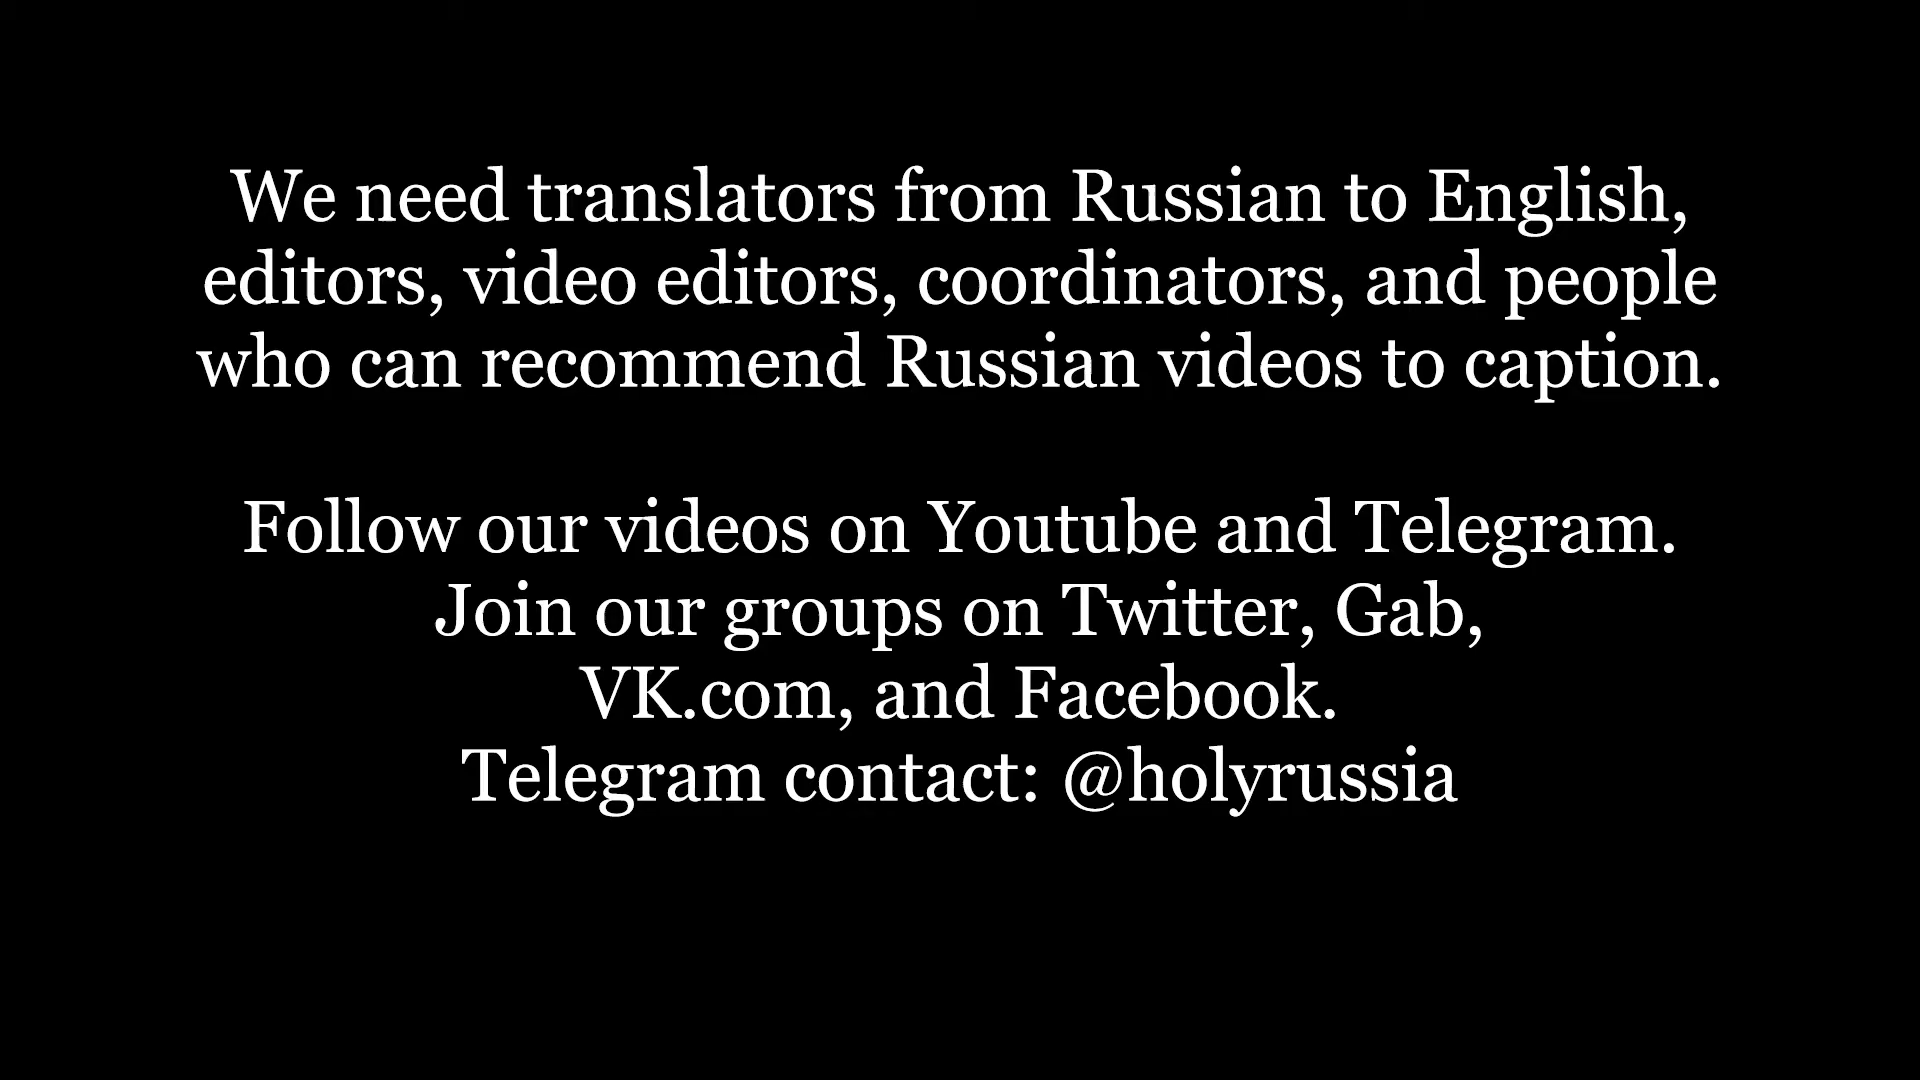 We need translators from Russian to English,
editors, video editors, coordinators, and people
who can recommend Russian videos to caption.
Follow our videos on Youtube and Telegram.
Join our groups on Twitter, Gab,
VK.com, and Facebook.
Telegram contact: @holyrussia